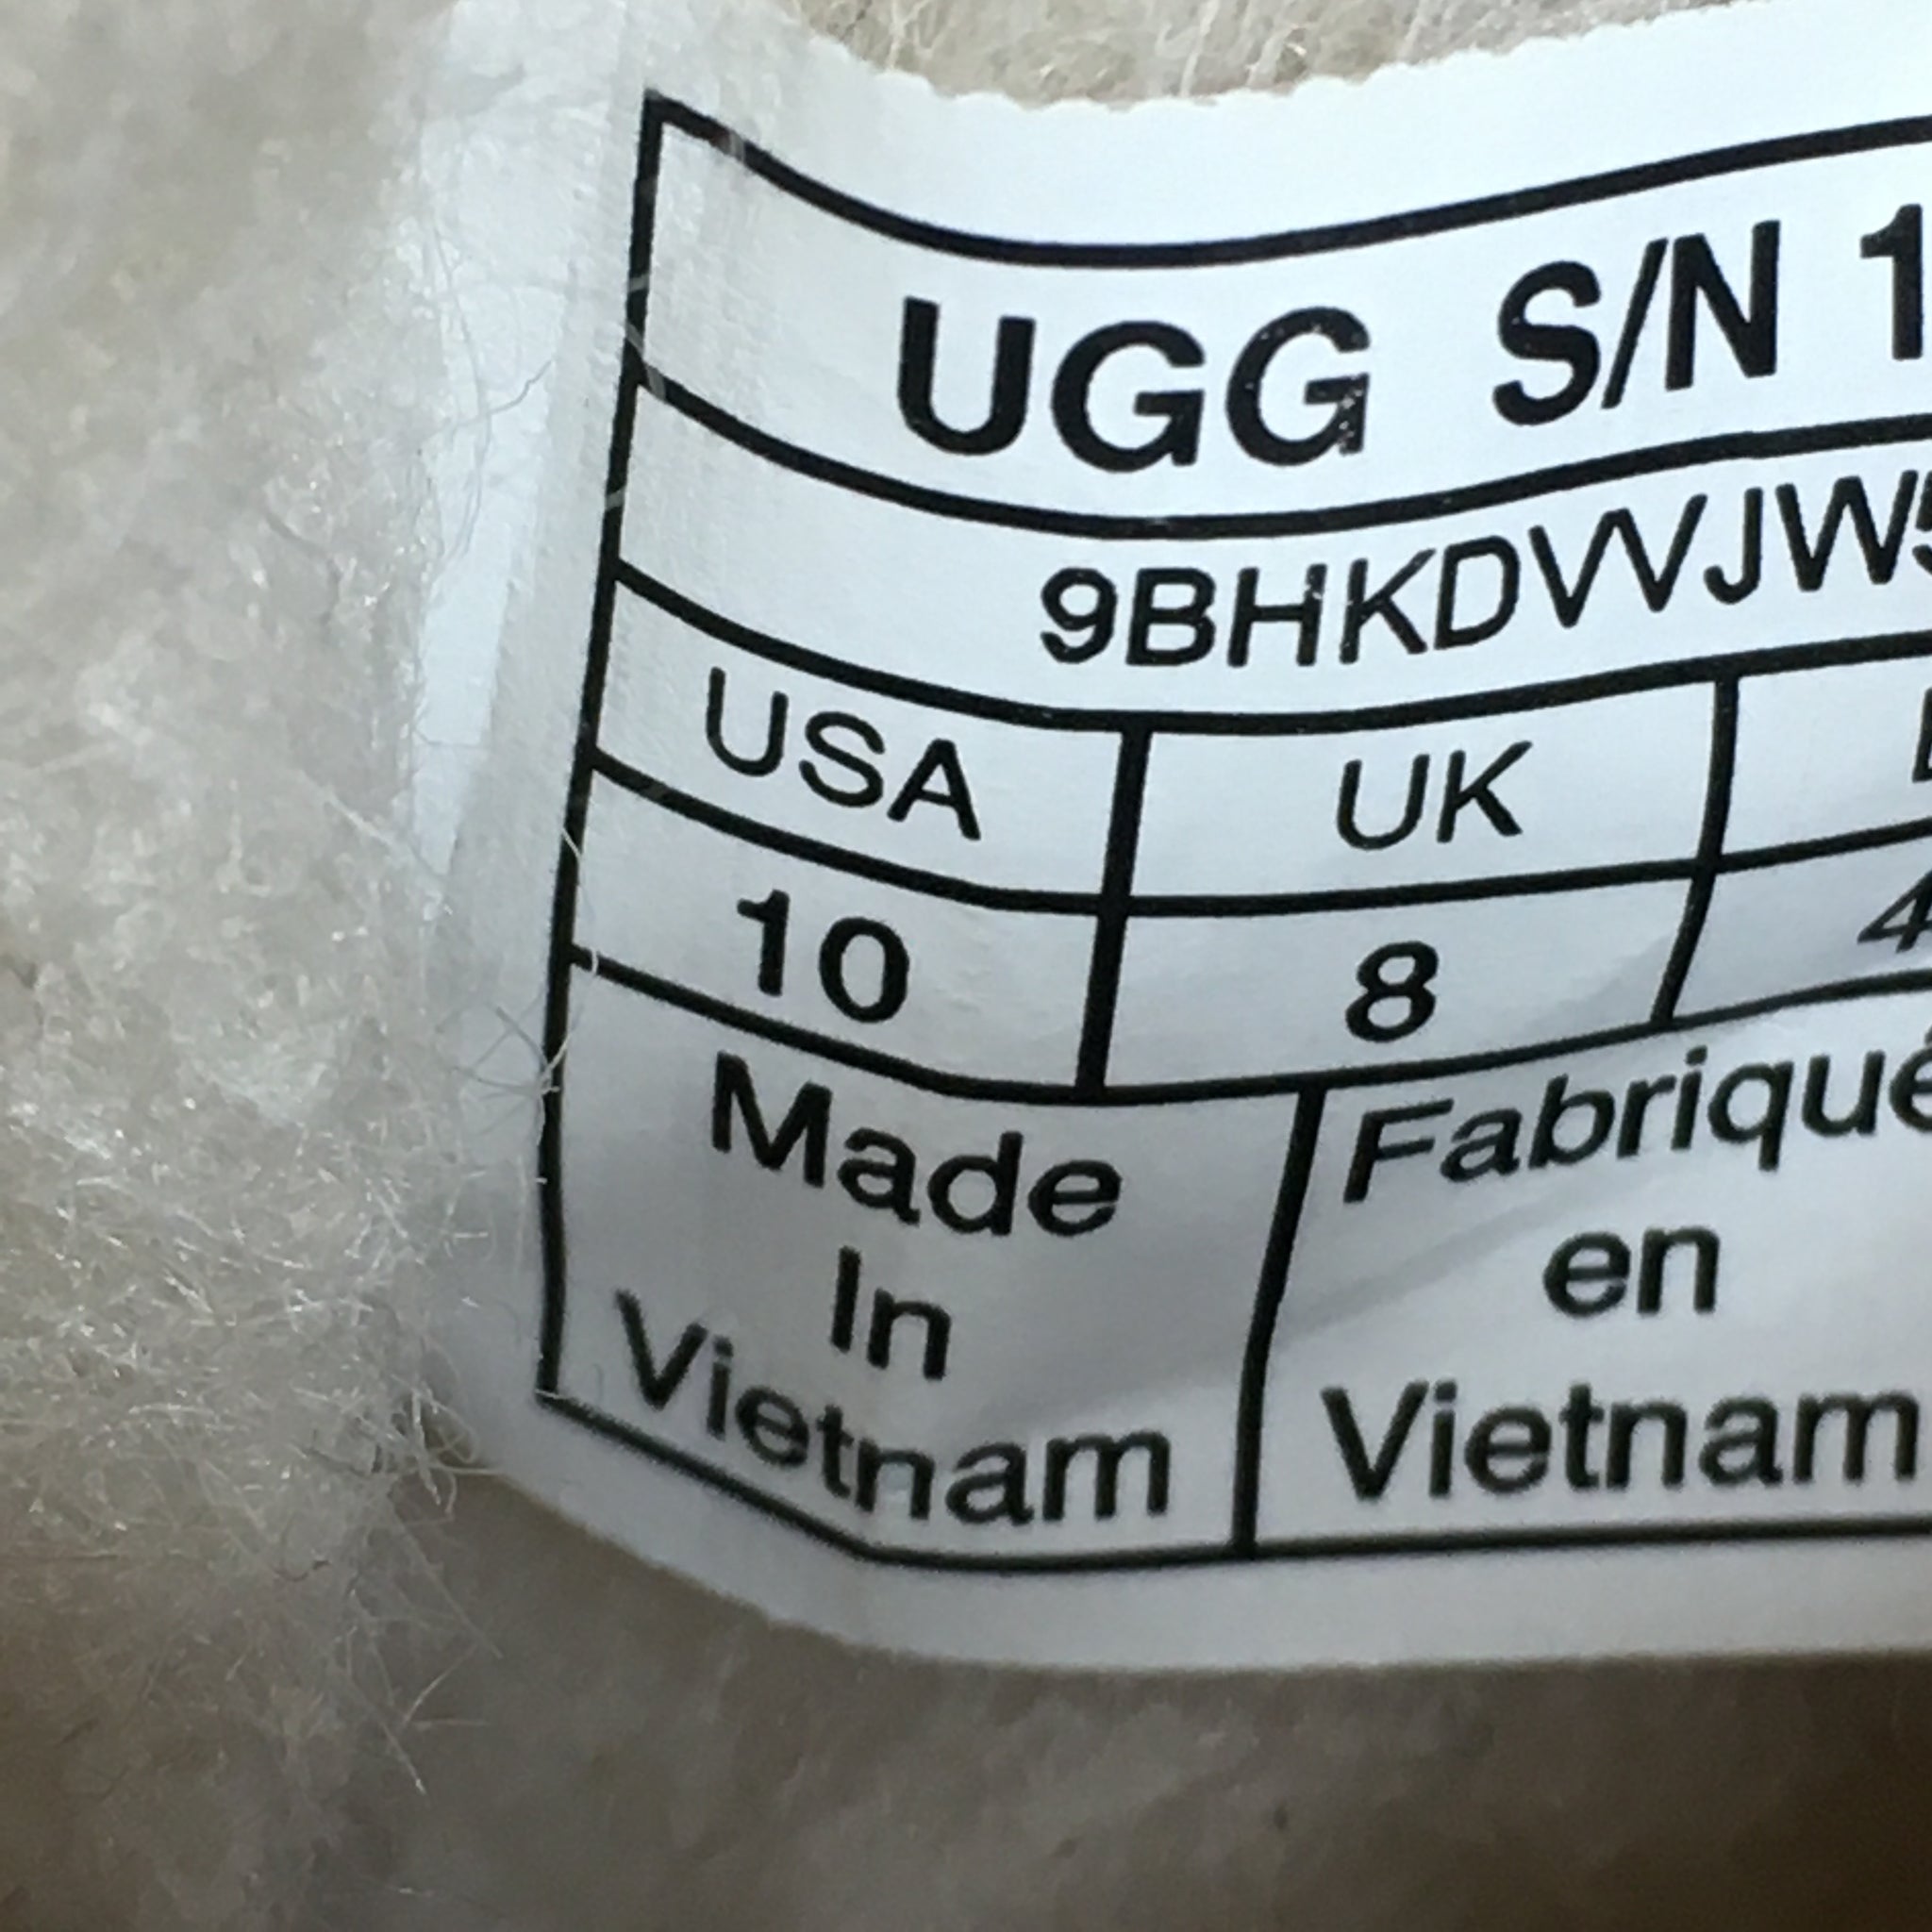 UGG S/N 1
9BHKDVVJW5
USA UK
10 8 4
Made Fabriqué
In en
Vietnam Vietnam